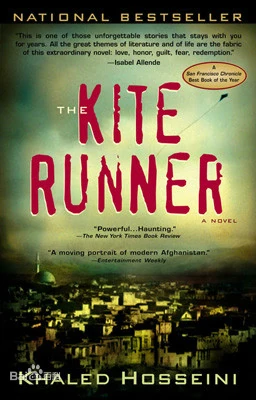 NATIONAL BESTSELLER
"This is one of those unforgettable stories that stays with you
for years. All the great themes of literature and of life are the fabric
of this extraordinary novel: love, honor, guilt, fear, redemption."
—Isabel Allende
A
San Francisco Chronicle
Best Book of the Year
THE
KITE
RUNNER
A NOVEL
"Powerful...Haunting."
—The New York Times Book Review
"A moving portrait of modern Afghanistan."
—Entertainment Weekly
Bai 百科
KHALED HOSSEINI